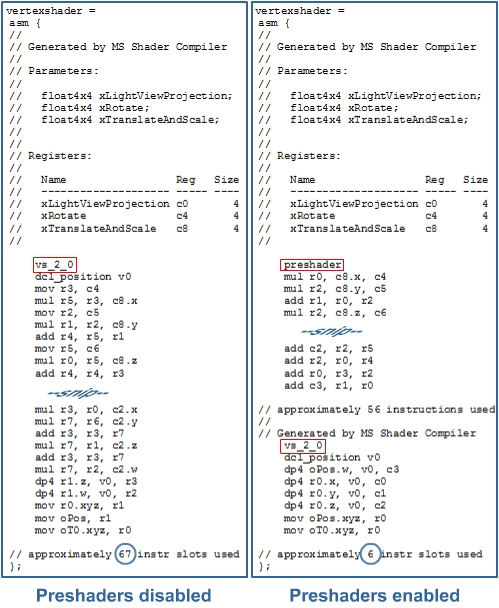 vertexshader =
asm {
//
// Generated by MS Shader Compiler
//
// Parameters:
//
//   float4x4 xLightViewProjection;
//   float4x4 xRotate;
//   float4x4 xTranslateAndScale;
//
//
// Registers:
//
//   Name                 Reg   Size
//   -------------------- ----- ----
//   xLightViewProjection c0       4
//   xRotate              c4       4
//   xTranslateAndScale   c8       4
//
vs_2_0
dcl_position v0
mov r3, c4
mul r5, r3, c8.x
mov r2, c5
mul r1, r2, c8.y
add r4, r5, r1
mov r5, c6
mul r0, r5, c8.z
add r4, r4, r3
--snip--
mul r3, r0, c2.x
mul r7, r6, c2.y
add r3, r3, r7
mul r7, r1, c2.z
add r3, r3, r7
mul r7, r2, c2.w
dp4 r1.z, v0, r3
dp4 r1.w, v0, r4
mov r0.xyz, r1
mov oPos, r1
mov oT0.xyz, r0
// approximately 67 instr slots used
};
Preshaders disabled
vertexshader =
asm {
//
// Generated by MS Shader Compiler
//
// Parameters:
//
//   float4x4 xLightViewProjection;
//   float4x4 xRotate;
//   float4x4 xTranslateAndScale;
//
//
// Registers:
//
//   Name                 Reg   Size
//   -------------------- ----- ----
//   xLightViewProjection c0       4
//   xRotate              c4       4
//   xTranslateAndScale   c8       4
//
preshader
mul r0, c8.x, c4
mul r2, c8.y, c5
add r1, r0, r2
mul r2, c8.z, c6
--snip--
add c2, r2, r5
add r2, r0, r4
add r0, r3, r2
add c3, r1, r0
// approximately 56 instructions used
//
// Generated by MS Shader Compiler
vs_2_0
dcl_position v0
dp4 oPos.w, v0, c3
dp4 r0.x, v0, c0
dp4 r0.y, v0, c1
dp4 r0.z, v0, c2
mov oPos.xyz, r0
mov oT0.xyz, r0
// approximately 6 instr slots used
};
Preshaders enabled